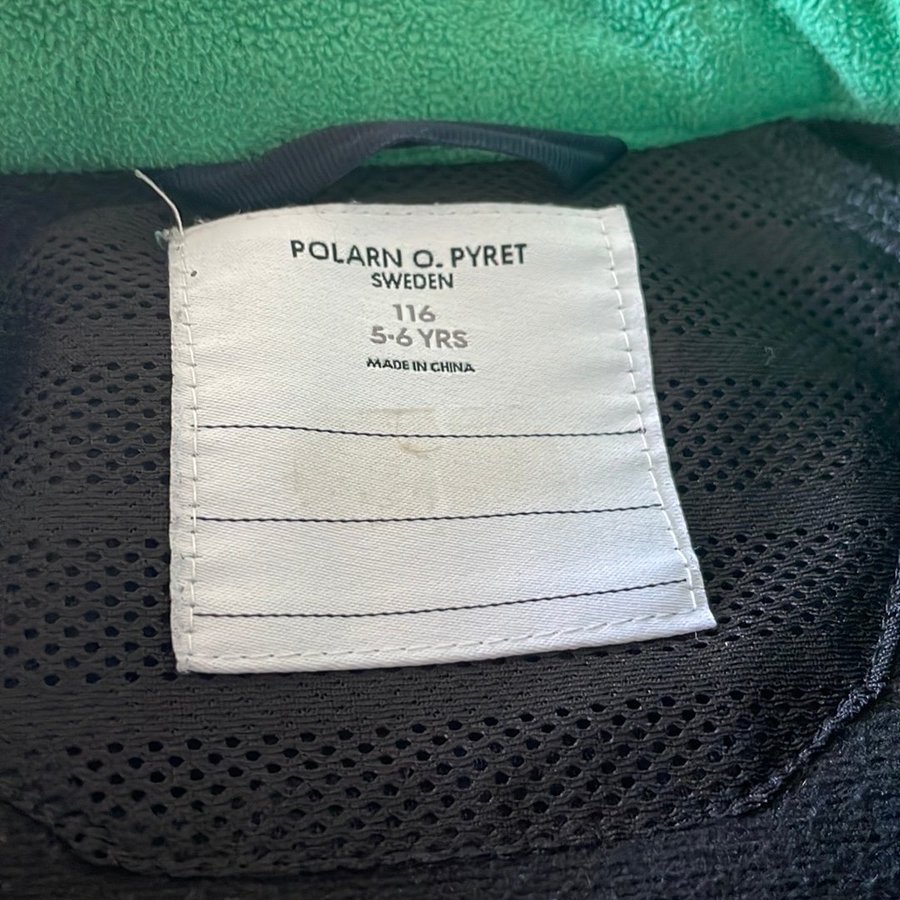 POLARN O. PYRET
SWEDEN
116
5-6 YRS
MADE IN CHINA